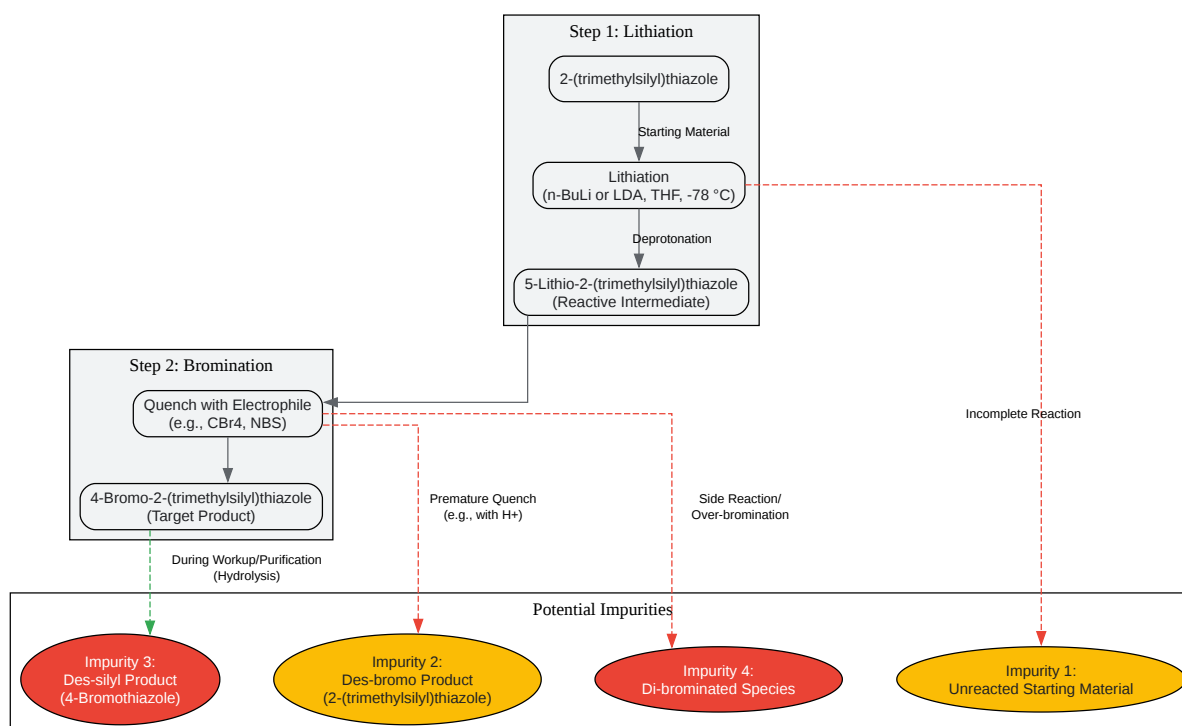 Step 1: Lithiation
2-(trimethylsilyl)thiazole
Starting Material
Lithiation
(n-BuLi or LDA, THF, -78 °C)
Deprotonation
5-Lithio-2-(trimethylsilyl)thiazole
(Reactive Intermediate)
Step 2: Bromination
Quench with Electrophile
(e.g., CBr4, NBS)
4-Bromo-2-(trimethylsilyl)thiazole
(Target Product)
Incomplete Reaction
Premature Quench
(e.g., with H+)
Side Reaction/
Over-bromination
During Workup/Purification
(Hydrolysis)
Potential Impurities
Impurity 3:
Des-silyl Product
(4-Bromothiazole)
Impurity 2:
Des-bromo Product
(2-(trimethylsilyl)thiazole)
Impurity 4:
Di-brominated Species
Impurity 1:
Unreacted Starting Material